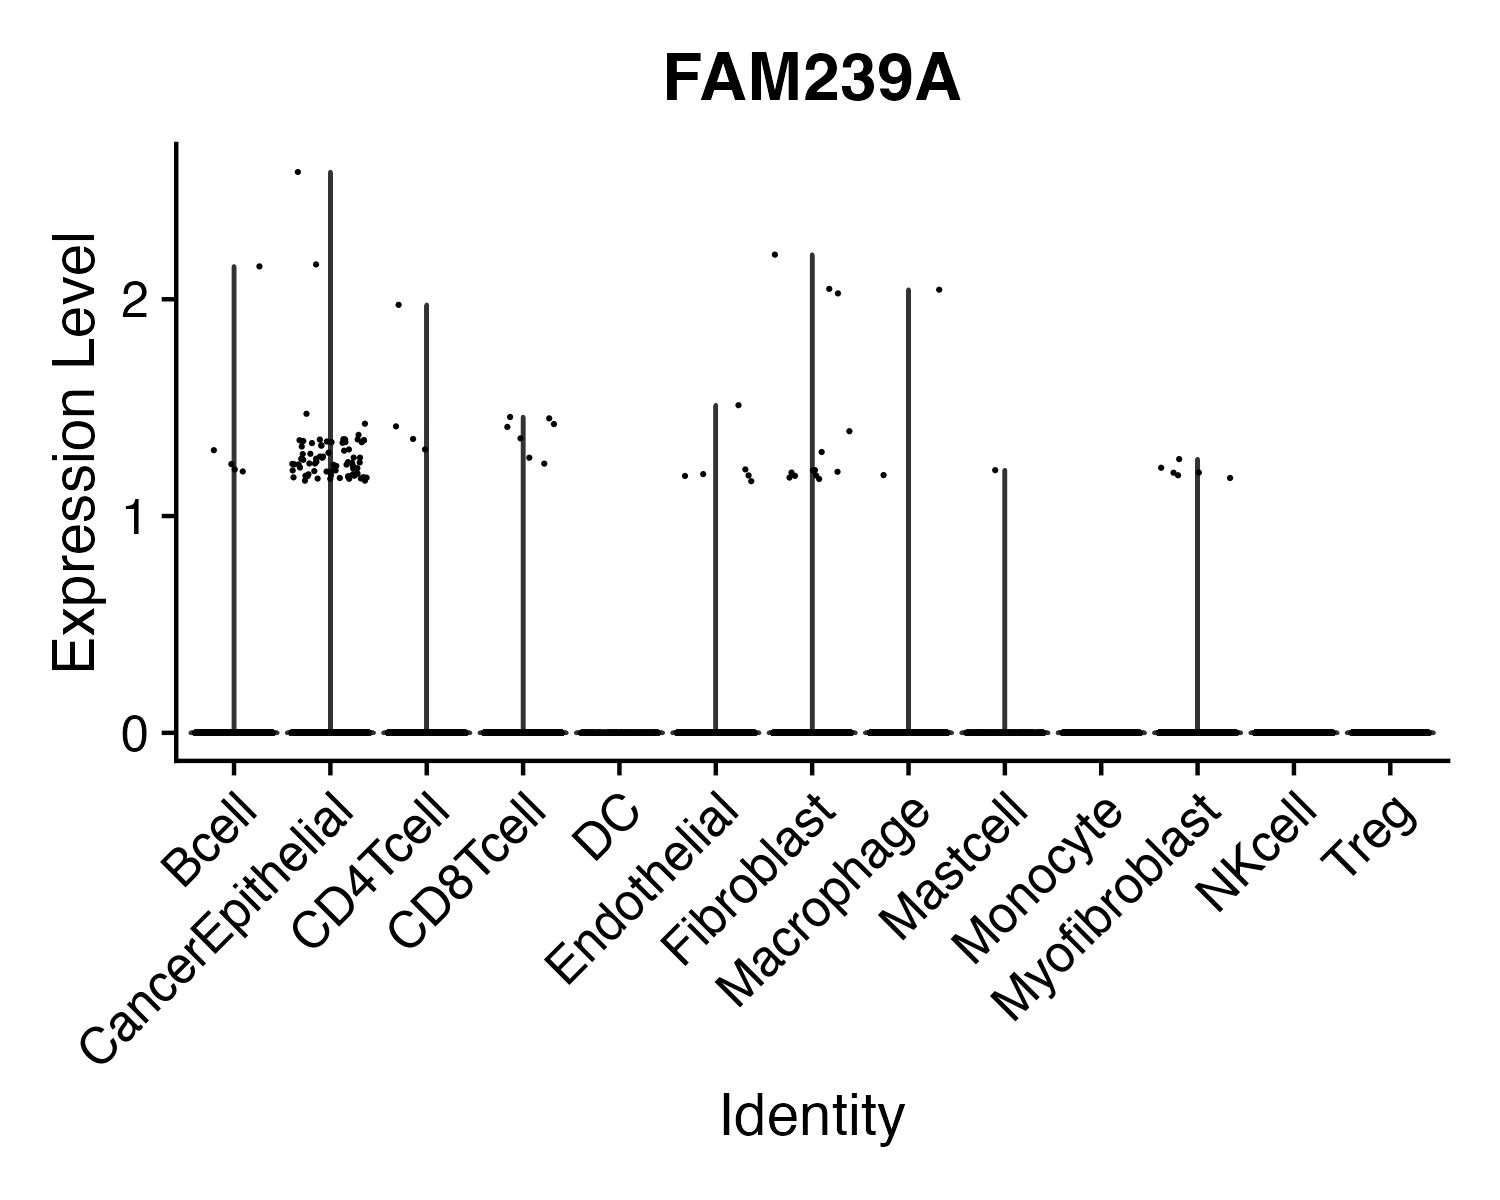 FAM239A
Expression Level
2
1
0
Bcell
CancerEpithelial
CD4Tcell
CD8Tcell
DC
Endothelial
Fibroblast
Macrophage
Mastcell
Monocyte
Myofibroblast
NKcell
Treg
Identity